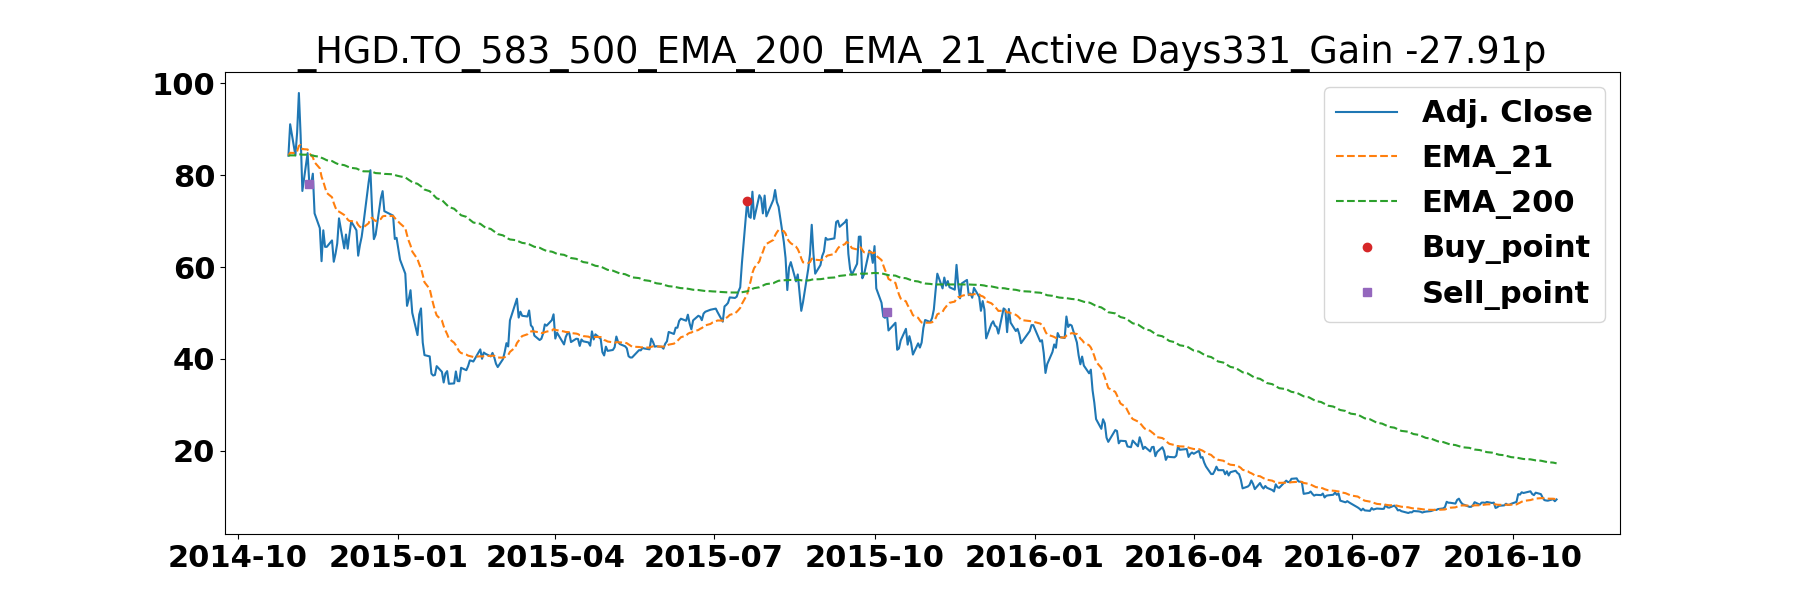 _HGD.TO_583_500_EMA_200_EMA_21_Active Days331_Gain -27.91p
100
80
60
40
20
Adj. Close
EMA_21
EMA_200
Buy_point
Sell_point
2014-10 2015-01 2015-04 2015-07 2015-10 2016-01 2016-04 2016-07 2016-10